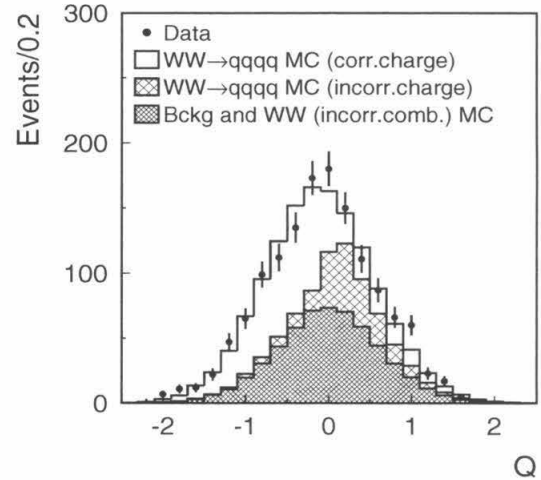 300
Data
WW→qqqq MC (corr.charge)
WW→qqqq MC (incorr.charge)
Bckg and WW (incorr.comb.) MC
Events/0.2
200
100
0
-2 -1 0 1 2
Q